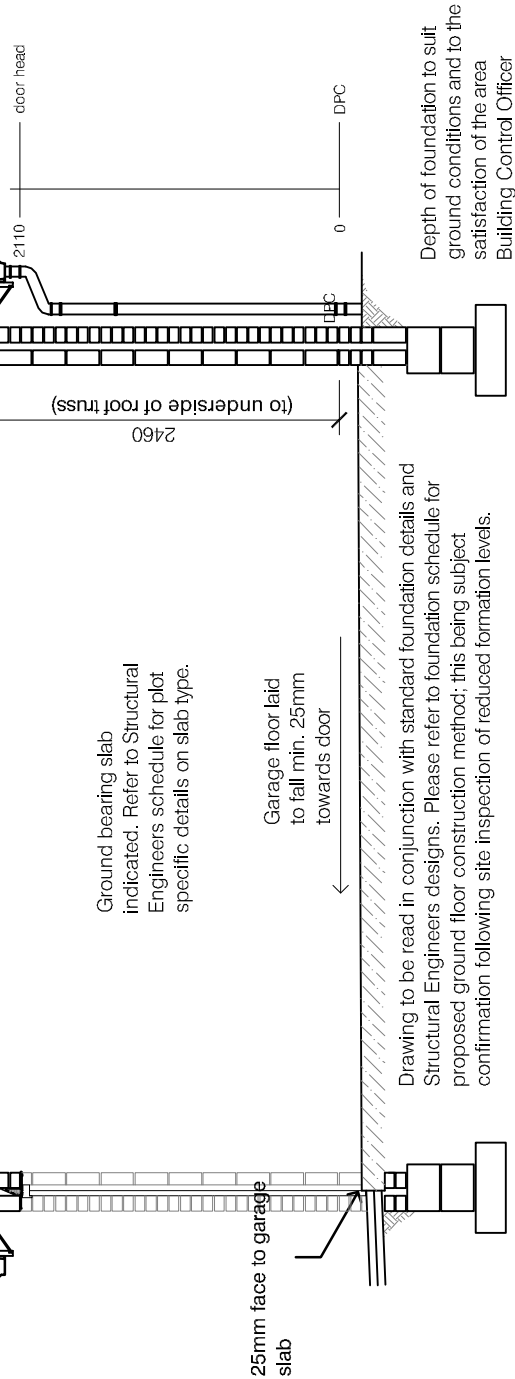 2110
door head
0
DPC
DPC
2460
(to underside of roof truss)
Ground bearing slab
indicated. Refer to Structural
Engineers schedule for plot
specific details on slab type.
Garage floor laid
to fall min. 25mm
towards door
25mm face to garage
slab
Drawing to be read in conjunction with standard foundation details and
Structural Engineers designs. Please refer to foundation schedule for
proposed ground floor construction method; this being subject
confirmation following site inspection of reduced formation levels.
Depth of foundation to suit
ground conditions and to the
satisfaction of the area
Building Control Officer